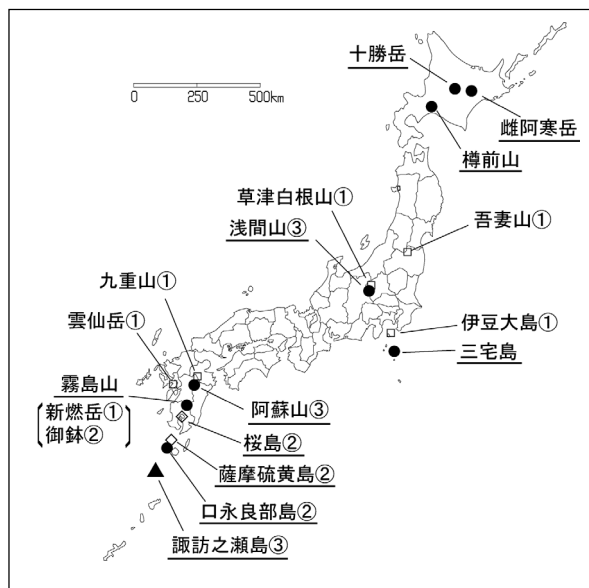 十勝岳
0 250 500km
雌阿寒岳
樽前山
草津白根山①
吾妻山①
浅間山③
九重山①
雲仙岳①
伊豆大島①
三宅島
霧島山
新燃岳①
御鉢②
阿蘇山③
桜島②
薩摩硫黄島②
口永良部島②
諏訪之瀬島③